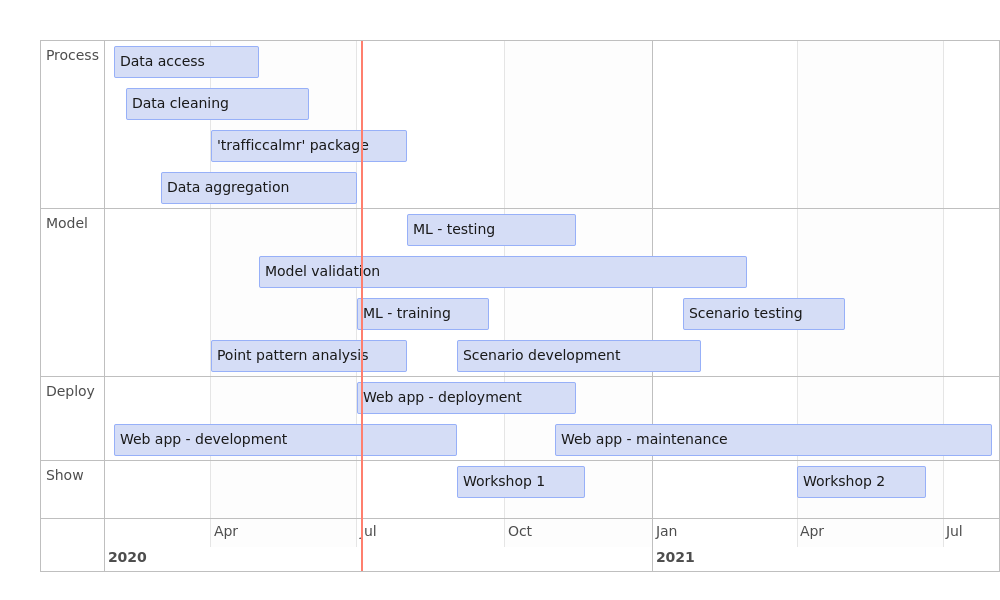 Process
Data access
Data cleaning
'trafficcalmr' package
Data aggregation
Model
ML - testing
Model validation
ML - training
Scenario testing
Point pattern analysis
Scenario development
Deploy
Web app - deployment
Web app - development
Web app - maintenance
Show
Workshop 1
Workshop 2
Apr Jul Oct Jan Apr Jul
2020 2021